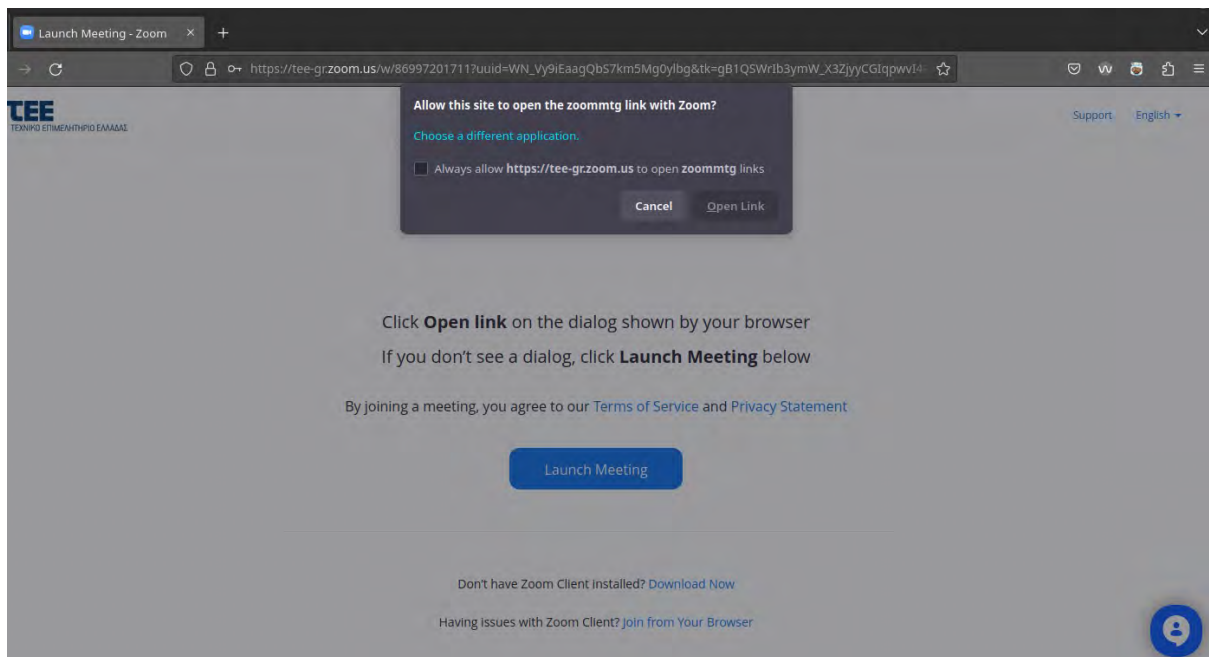 Launch Meeting - Zoom
https://tee-gr.zoom.us/w/86997201711?uuid=WN_Vy9iEaagQbS7km5Mg0ylbg&tk=gB1QSWrIb3ymW_X3ZjyyCGIqpwvI4
TEE
ΤΕΧΝΙΚΟ ΕΠΙΜΕΛΗΤΗΡΙΟ ΕΛΛΑΔΑΣ
Support English
Allow this site to open the zoommtg link with Zoom?
Choose a different application.
Always allow https://tee-gr.zoom.us to open zoommtg links
Cancel Open Link
Click Open link on the dialog shown by your browser
If you don't see a dialog, click Launch Meeting below
By joining a meeting, you agree to our Terms of Service and Privacy Statement
Launch Meeting
Don't have Zoom Client installed? Download Now
Having issues with Zoom Client? Join from Your Browser